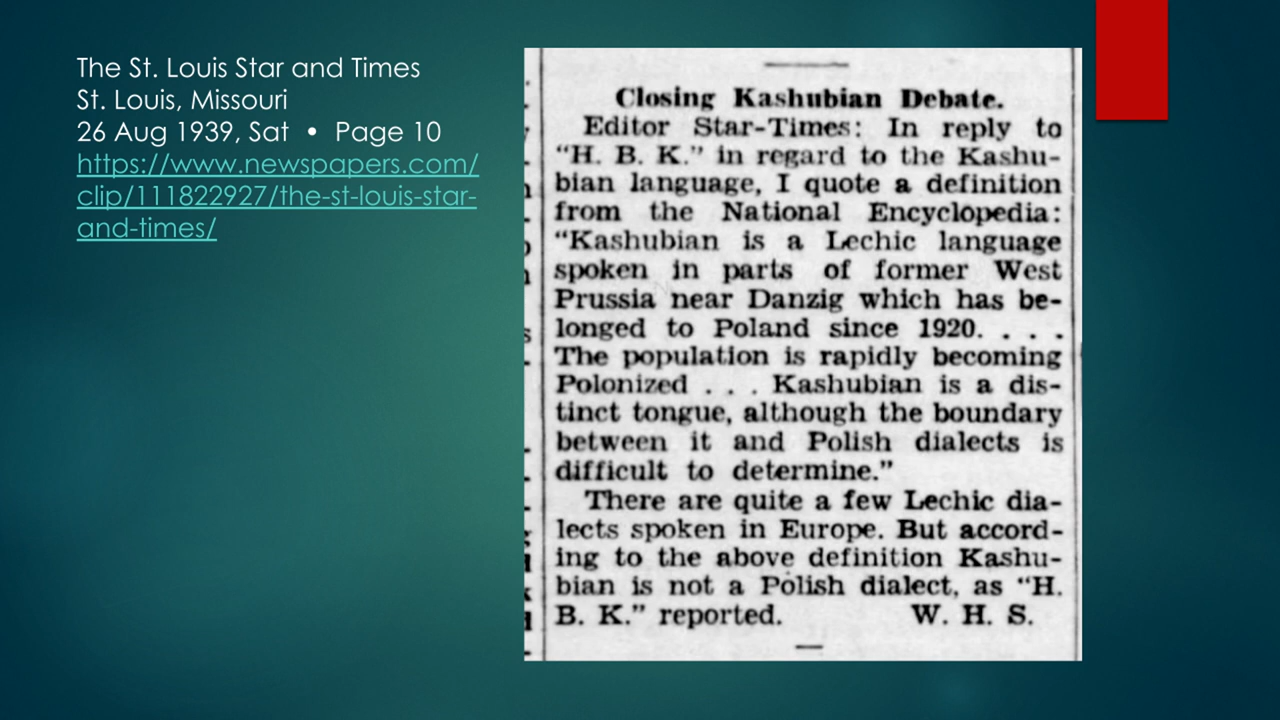 The St. Louis Star and Times
St. Louis, Missouri
26 Aug 1939, Sat • Page 10
https://www.newspapers.com/
clip/111822927/the-st-louis-star-
and-times/
Closing Kashubian Debate.
Editor Star-Times: In reply to
“H. B. K.” in regard to the Kashu-
bian language, I quote a definition
from the National Encyclopedia:
“Kashubian is a Lechic language
spoken in parts of former West
Prussia near Danzig which has be-
longed to Poland since 1920. . . .
The population is rapidly becoming
Polonized . . . Kashubian is a dis-
tinct tongue, although the boundary
between it and Polish dialects is
difficult to determine.”
There are quite a few Lechic dia-
lects spoken in Europe. But accord-
ing to the above definition Kashu-
bian is not a Polish dialect, as “H.
B. K.” reported. W. H. S.